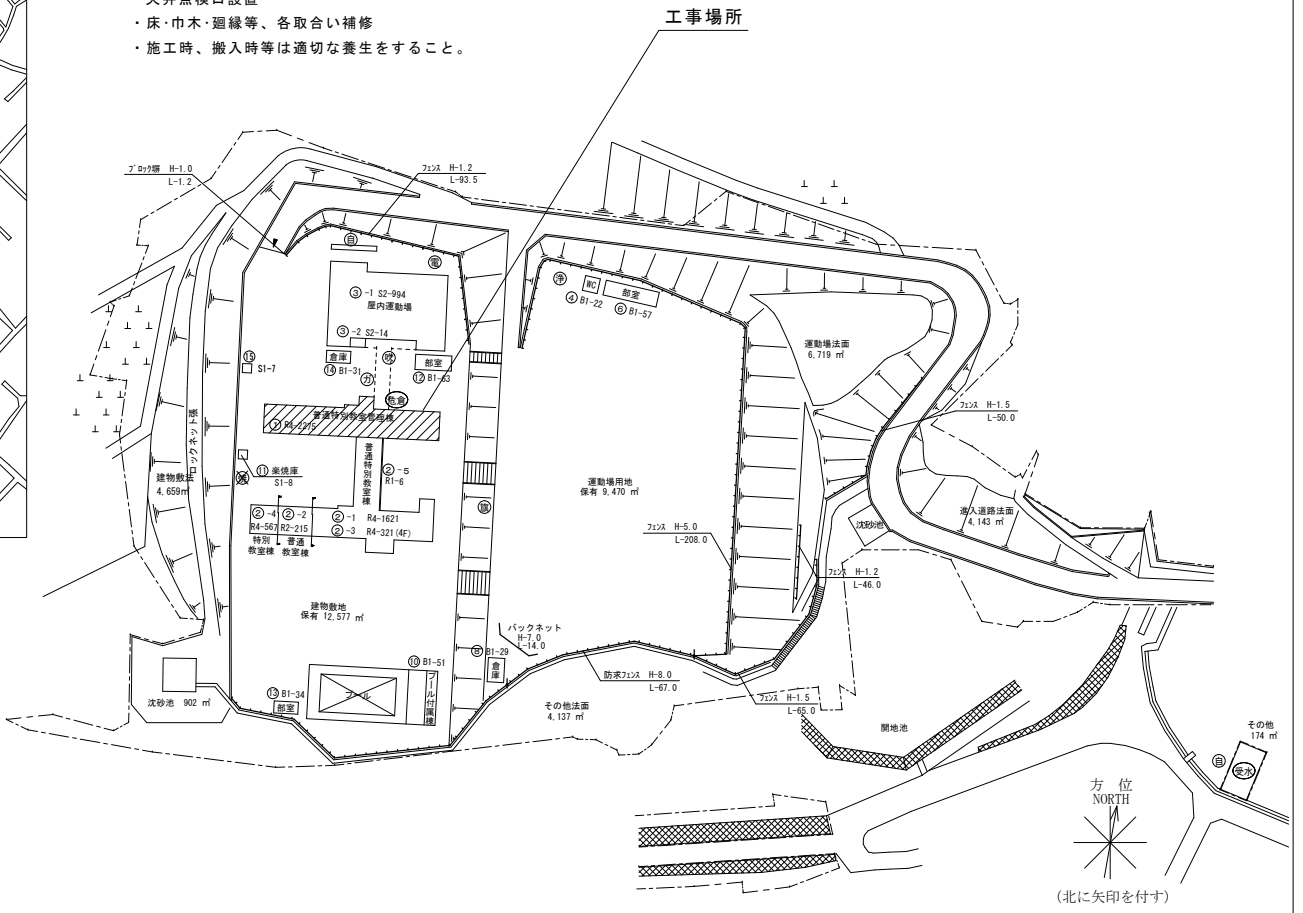 ・床･巾木･廻縁等、各取合い補修
・施工時、搬入時等は適切な養生をすること。
工事場所
ブロック塀 H-1.0
L-1.2
フェンス H-1.2
L-93.5
自
電
③-1 S2-994
屋内運動場
③-2 S2-14
倉庫
⑭ B1-31
部室
⑫ B1-63
吹
ガ
危倉
⑮
S1-7
ロックネット張
普通特別教室管理棟
① R4-2275
浄
WC
④ B1-22
部室
⑥ B1-57
運動場法面
6,719 ㎡
フェンス H-1.5
L-50.0
⑪ 楽焼庫
S1-8
4,659㎡
普通特別教室棟
②-5
R1-6
②-4 ②-2
R4-567 R2-215
特別教室棟
普通教室棟
②-1 R4-1621
②-3 R4-321(4F)
旗
運動場用地
保有 9,470 ㎡
フェンス H-5.0
L-208.0
沈砂池
進入道路法面
4,143 ㎡
フェンス H-1.2
L-46.0
建物敷地
保有 12,577 ㎡
バックネット
H-7.0
L-14.0
⑧ B1-29
倉庫
⑩ B1-51
プール付属棟
プール
⑬ B1-34
部室
沈砂池 902 ㎡
防求フェンス H-8.0
L-67.0
フェンス H-1.5
L-65.0
その他法面
4,137 ㎡
開地池
その他
174 ㎡
自
受水
方 位
NORTH
(北に矢印を付す)